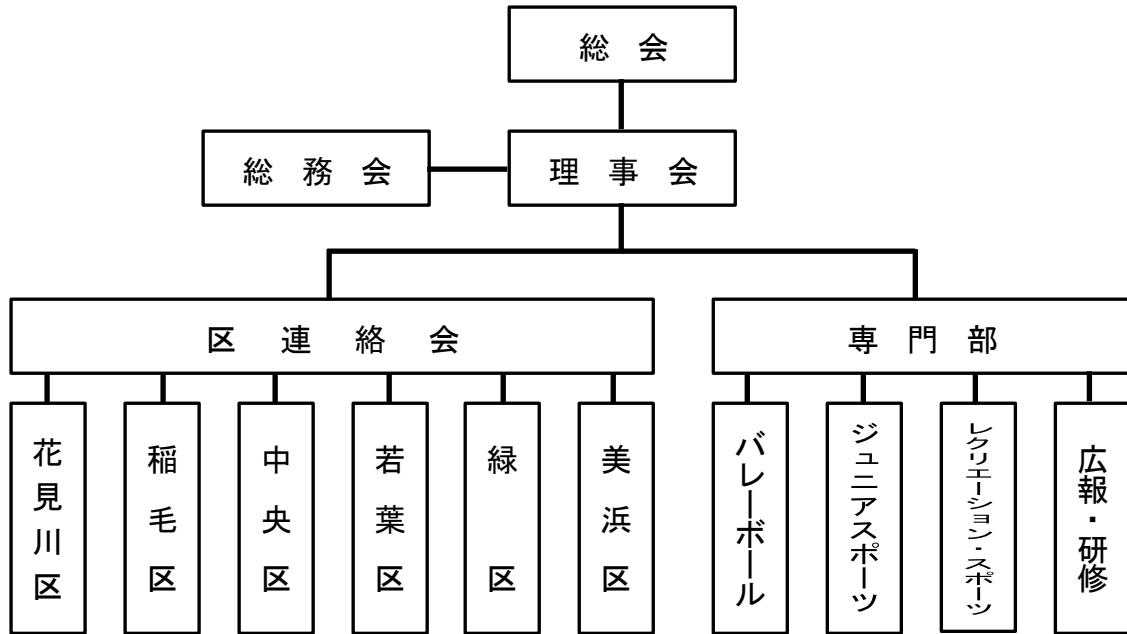 総会
総務会
理事会
区連絡会
専門部
花見川区
稲毛区
中央区
若葉区
緑区
美浜区
バレーボール
ジュニアスポーツ
レクリエーション・スポーツ
広報・研修